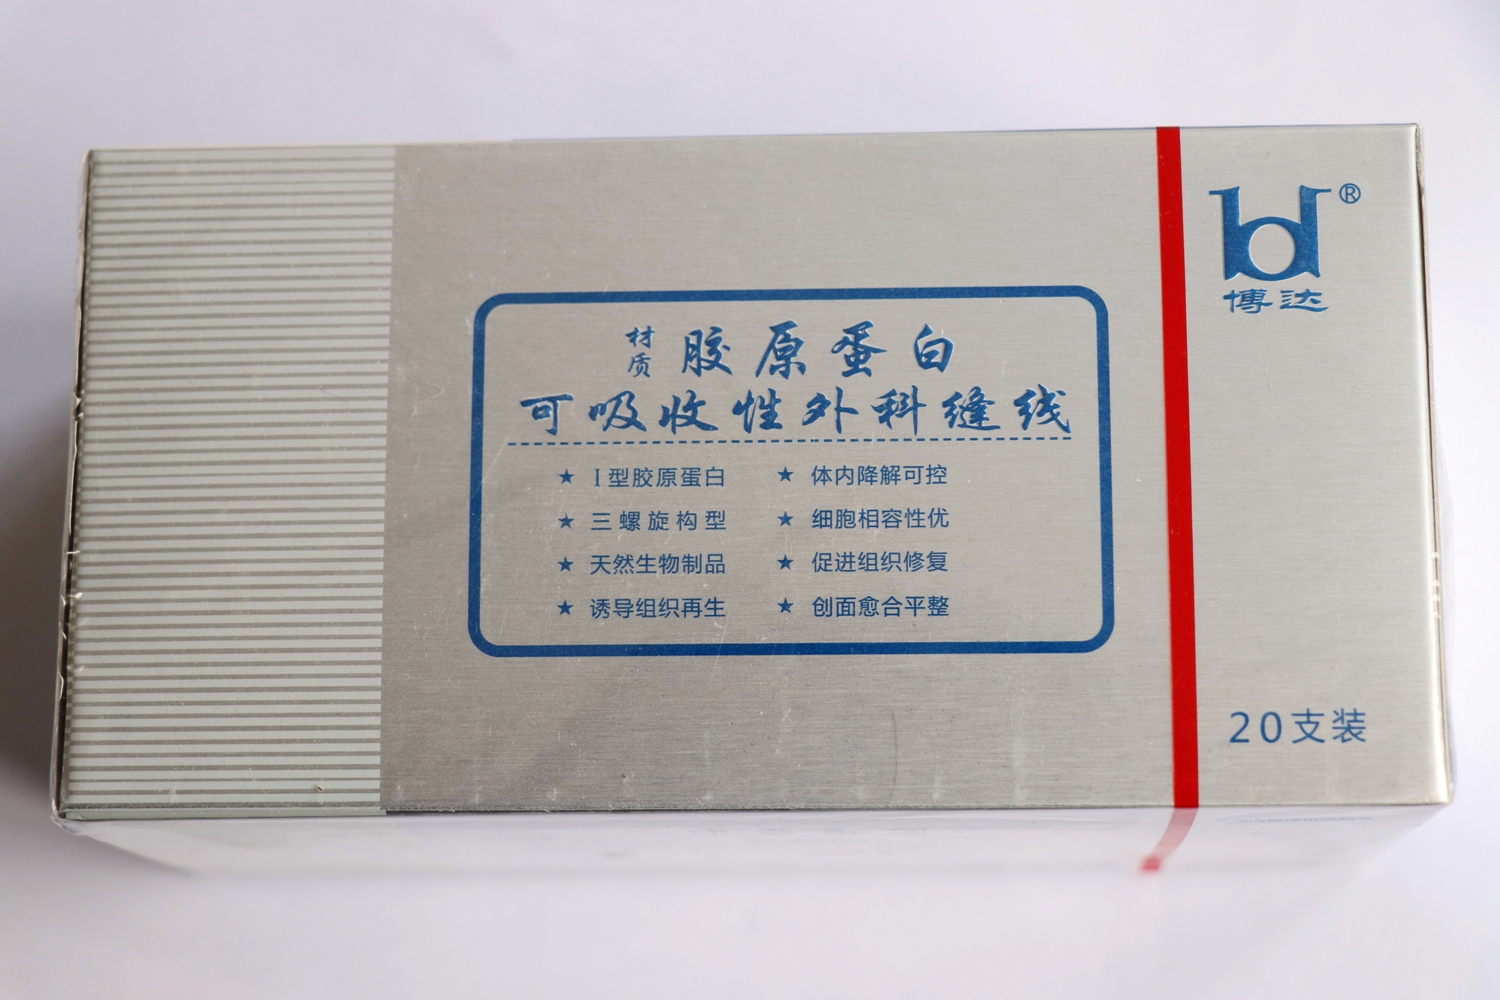 ®
博达
材质 胶原蛋白
可吸收性外科缝线
★ I型胶原蛋白 ★ 体内降解可控
★ 三螺旋构型 ★ 细胞相容性优
★ 天然生物制品 ★ 促进组织修复
★ 诱导组织再生 ★ 创面愈合平整
20支装